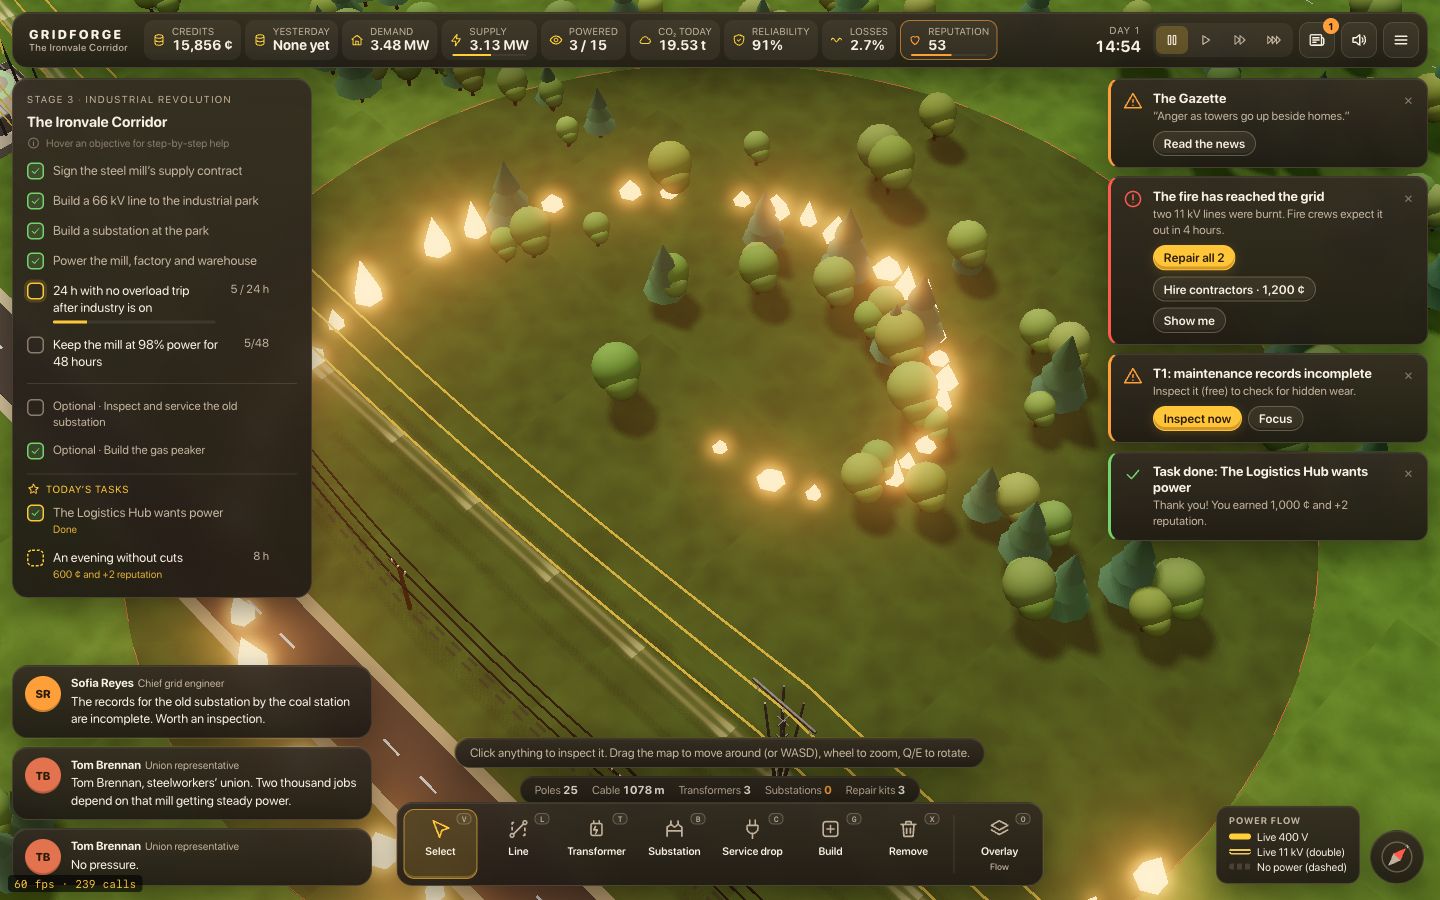 GRIDFORGE
The Ironvale Corridor
CREDITS
15,856 ¢
YESTERDAY
None yet
DEMAND
3.48 MW
SUPPLY
3.13 MW
POWERED
3 / 15
CO₂ TODAY
19.53 t
RELIABILITY
91%
LOSSES
2.7%
REPUTATION
53
DAY 1
14:54
1
STAGE 3 · INDUSTRIAL REVOLUTION
The Ironvale Corridor
Hover an objective for step-by-step help
Sign the steel mill's supply contract
Build a 66 kV line to the industrial park
Build a substation at the park
Power the mill, factory and warehouse
24 h with no overload trip
after industry is on
5 / 24 h
Keep the mill at 98% power for
48 hours
5/48
Optional · Inspect and service the old
substation
Optional · Build the gas peaker
TODAY'S TASKS
The Logistics Hub wants power
Done
An evening without cuts
8 h
600 ¢ and +2 reputation
The Gazette
“Anger as towers go up beside homes.”
Read the news
The fire has reached the grid
two 11 kV lines were burnt. Fire crews expect it
out in 4 hours.
Repair all 2
Hire contractors · 1,200 ¢
Show me
T1: maintenance records incomplete
Inspect it (free) to check for hidden wear.
Inspect now
Focus
Task done: The Logistics Hub wants
power
Thank you! You earned 1,000 ¢ and +2
reputation.
SR
Sofia Reyes Chief grid engineer
The records for the old substation by the coal station
are incomplete. Worth an inspection.
TB
Tom Brennan Union representative
Tom Brennan, steelworkers' union. Two thousand jobs
depend on that mill getting steady power.
TB
Tom Brennan Union representative
No pressure.
60 fps · 239 calls
Click anything to inspect it. Drag the map to move around (or WASD), wheel to zoom, Q/E to rotate.
Poles 25 Cable 1078 m Transformers 3 Substations 0 Repair kits 3
V
Select
L
Line
T
Transformer
B
Substation
C
Service drop
G
Build
X
Remove
O
Overlay
Flow
POWER FLOW
Live 400 V
Live 11 kV (double)
No power (dashed)